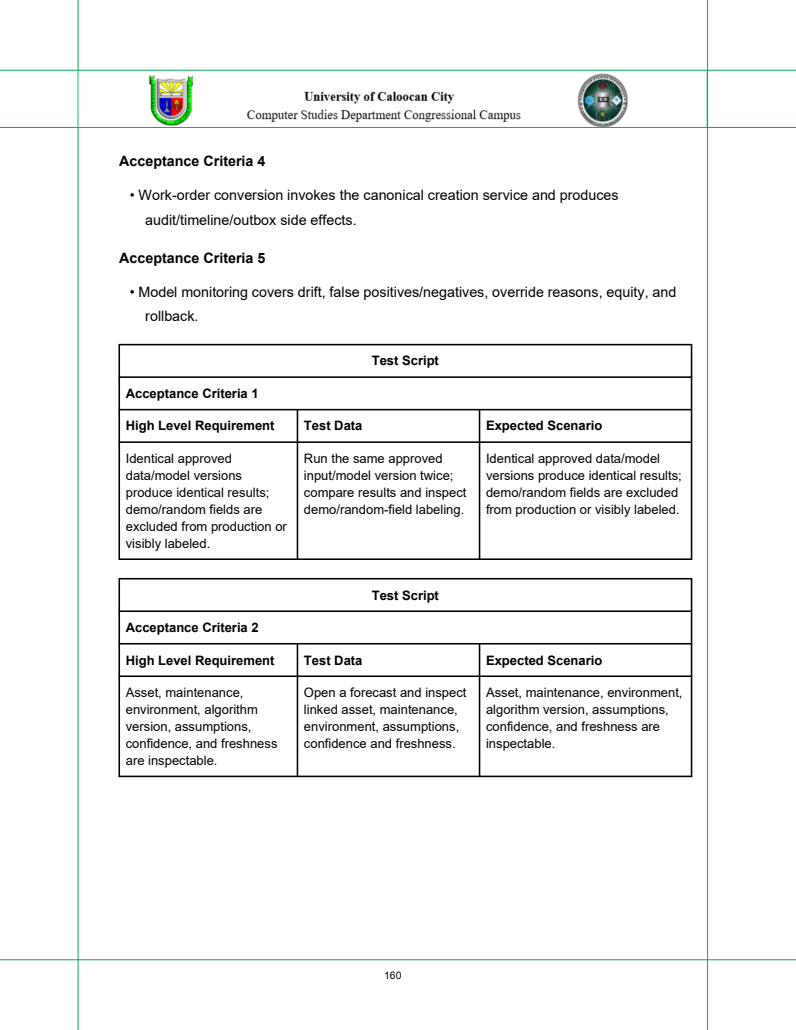 University of Caloocan City
Computer Studies Department Congressional Campus
Acceptance Criteria 4
• Work-order conversion invokes the canonical creation service and produces
audit/timeline/outbox side effects.
Acceptance Criteria 5
• Model monitoring covers drift, false positives/negatives, override reasons, equity, and
rollback.
Test Script
Acceptance Criteria 1
High Level Requirement
Test Data
Expected Scenario
Identical approved
data/model versions
produce identical results;
demo/random fields are
excluded from production or
visibly labeled.
Run the same approved
input/model version twice;
compare results and inspect
demo/random-field labeling.
Identical approved data/model
versions produce identical results;
demo/random fields are excluded
from production or visibly labeled.
Test Script
Acceptance Criteria 2
High Level Requirement
Test Data
Expected Scenario
Asset, maintenance,
environment, algorithm
version, assumptions,
confidence, and freshness
are inspectable.
Open a forecast and inspect
linked asset, maintenance,
environment, assumptions,
confidence and freshness.
Asset, maintenance, environment,
algorithm version, assumptions,
confidence, and freshness are
inspectable.
160